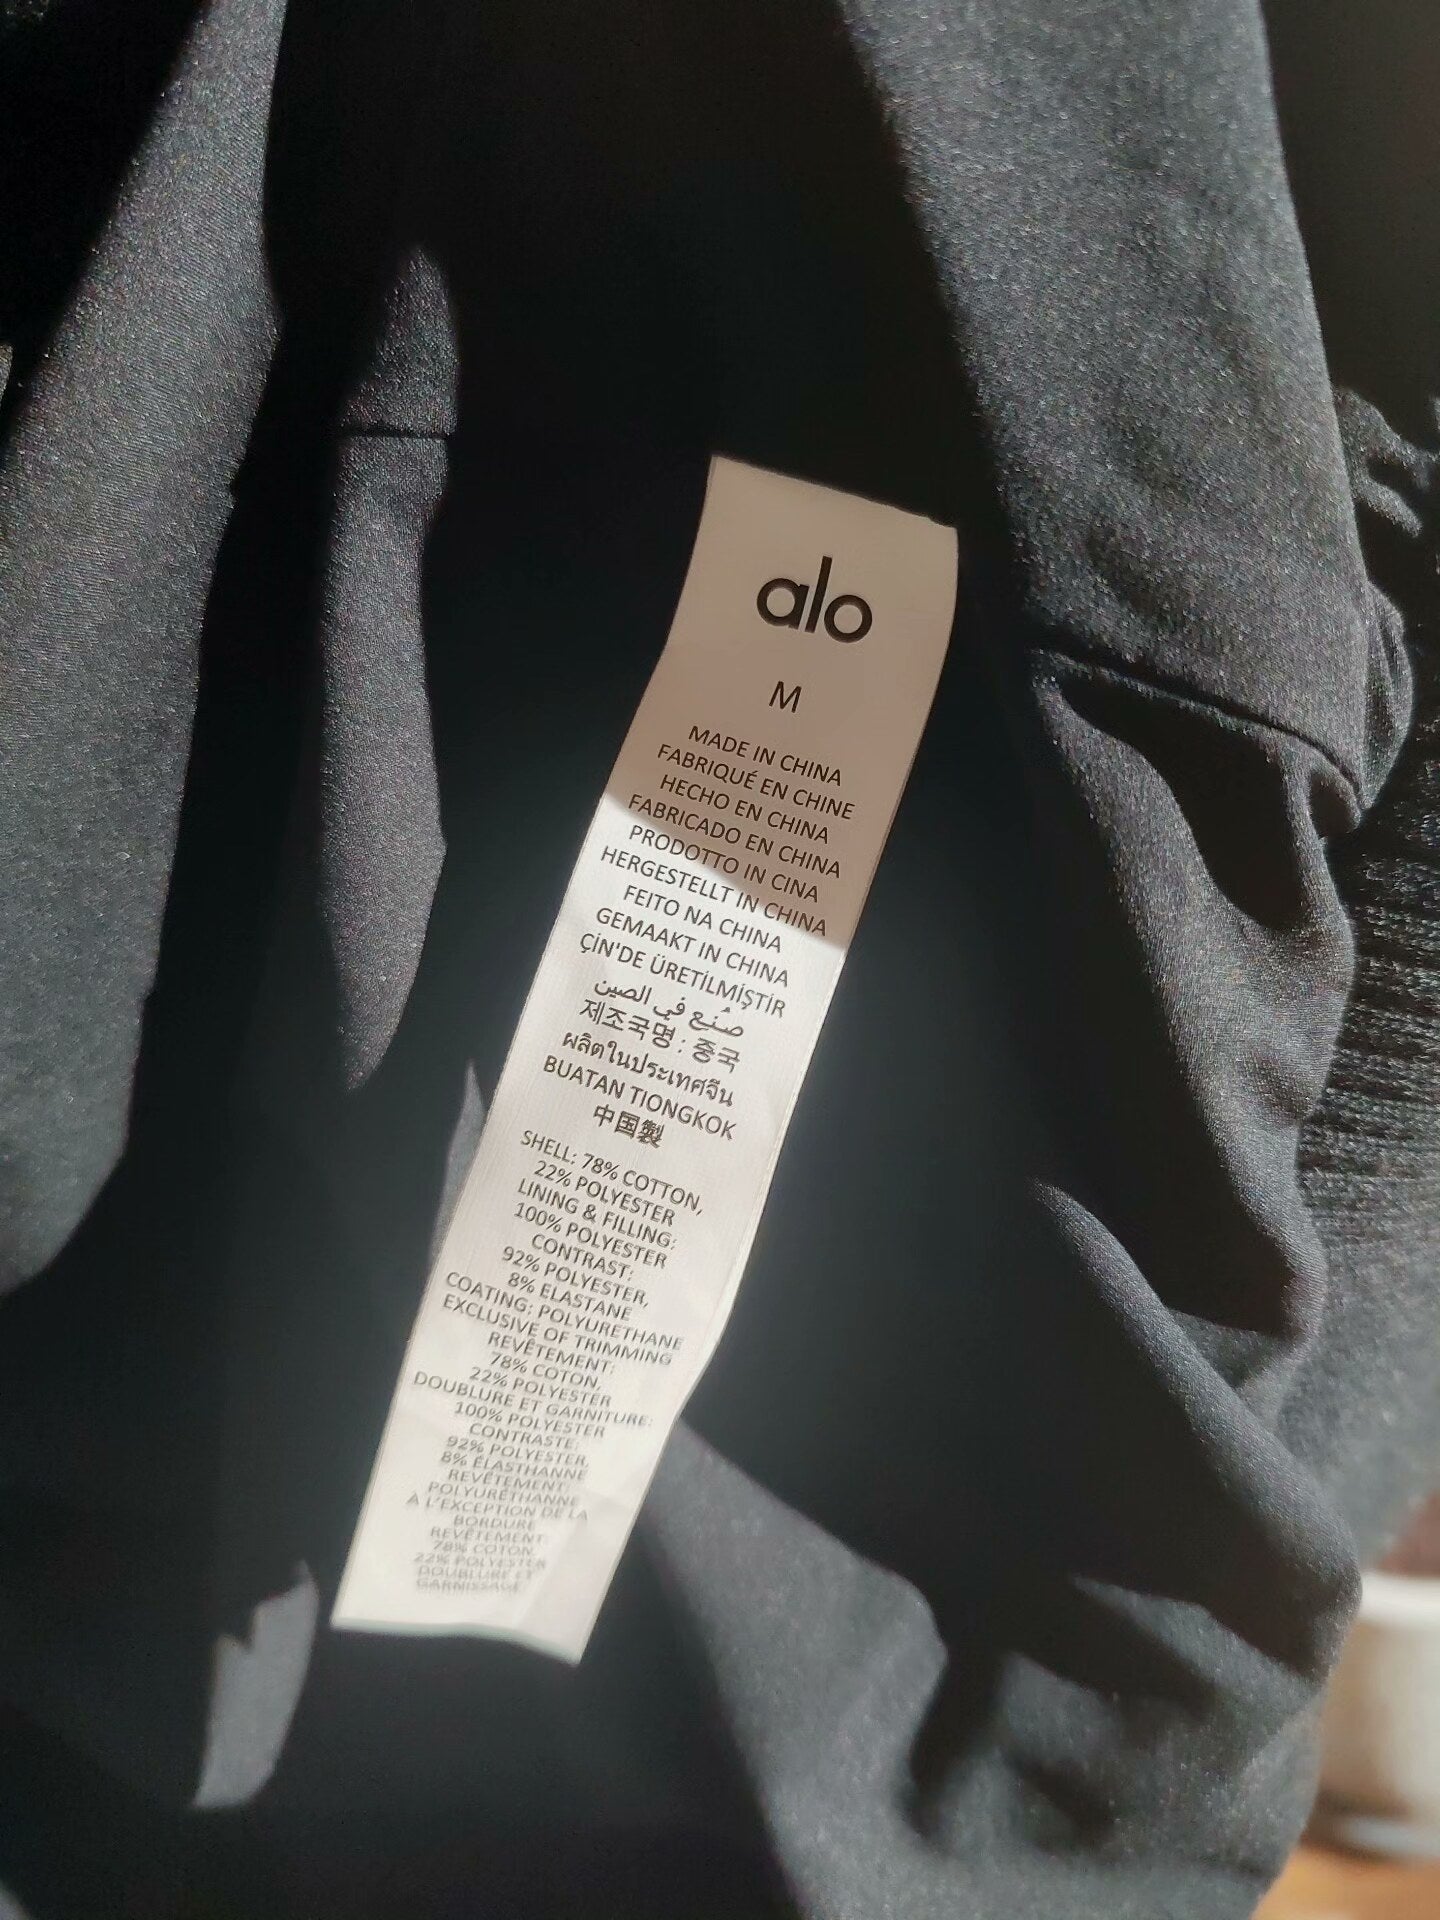 alo
M
MADE IN CHINA
FABRIQUÉ EN CHINE
HECHO EN CHINA
FABRICADO EN CHINA
PRODOTTO IN CINA
HERGESTELLT IN CHINA
FEITO NA CHINA
GEMAAKT IN CHINA
ÇİN'DE ÜRETİLMİŞTİR
صُنع في الصين
제조국명 : 중국
ผลิตในประเทศจีน
BUATAN TIONGKOK
中国製
SHELL: 78% COTTON,
22% POLYESTER
LINING & FILLING:
100% POLYESTER
CONTRAST:
92% POLYESTER,
8% ELASTANE
COATING: POLYURETHANE
EXCLUSIVE OF TRIMMING
REVÊTEMENT:
78% COTON,
22% POLYESTER
DOUBLURE ET GARNITURE:
100% POLYESTER
CONTRASTE:
92% POLYESTER,
8% ÉLASTHANNE
REVÊTEMENT:
POLYURÉTHANNE
À L'EXCEPTION DE LA
BORDURE
REVÊTEMENT:
78% COTON,
22% POLYESTER
DOUBLURE ET
GARNISSAGE